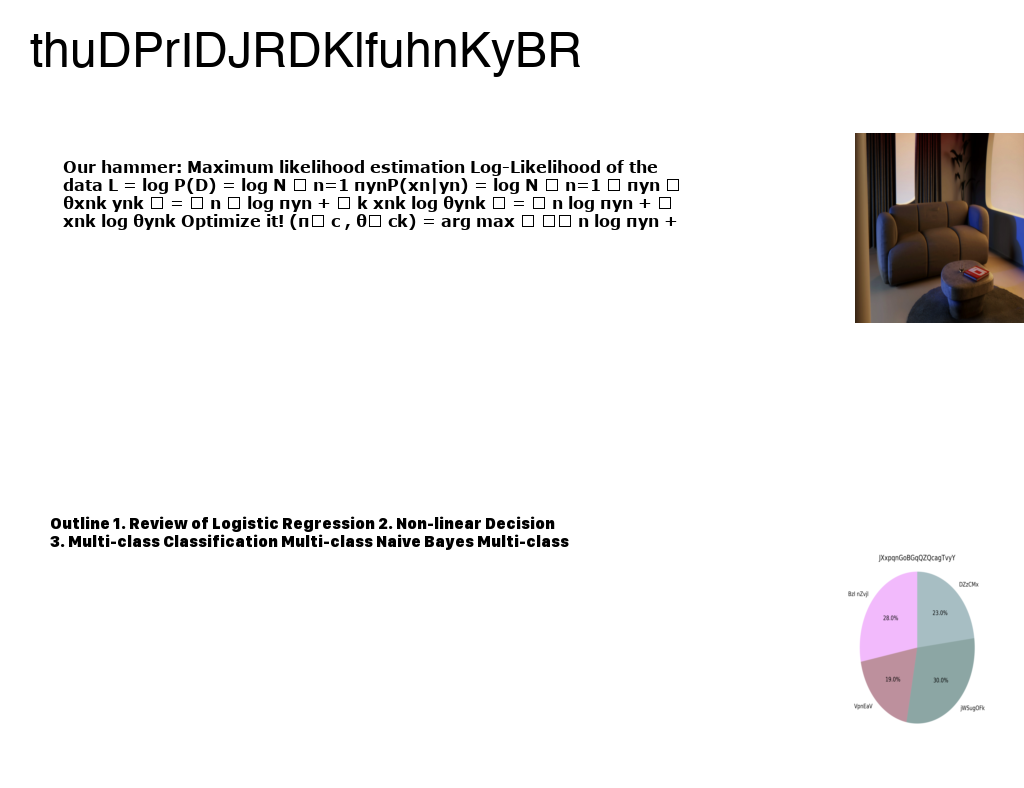 thuDPrIDJRDKlfuhnKyBR
Our hammer: Maximum likelihood estimation Log-Likelihood of the
data L = log P(D) = log N □ n=1 πynP(xn|yn) = log N □ n=1 □ πyn □
θxnk ynk □ = □ n □ log πyn + □ k xnk log θynk □ = □ n log πyn + □
xnk log θynk Optimize it! (π□ c , θ□ ck) = arg max □ □□ n log πyn +
Outline 1. Review of Logistic Regression 2. Non-linear Decision
3. Multi-class Classification Multi-class Naive Bayes Multi-class
JXxpqnGoBGqQZQcagTvyY
DZzCMx
Bzt nZvjl
28.0%
23.0%
19.0%
30.0%
VpnEaV
jWSugOFk